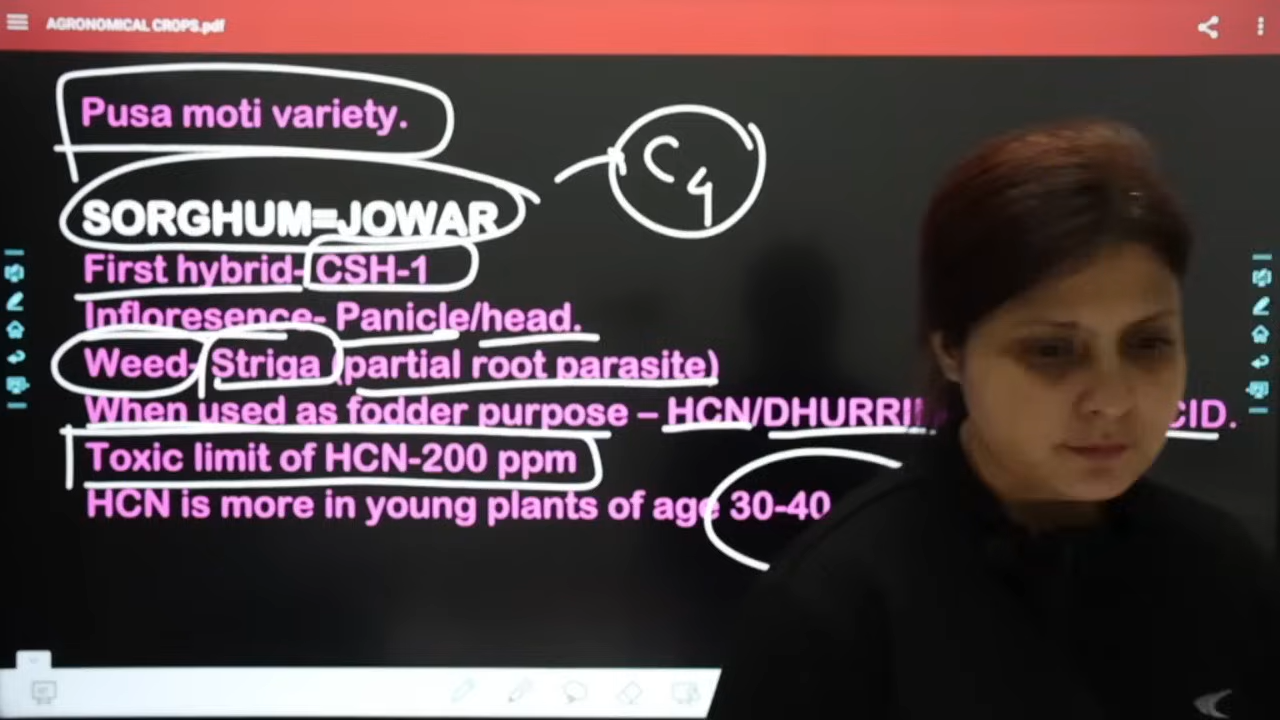 AGRONOMICAL CROPS.pdf
Pusa moti variety.
C4
SORGHUM=JOWAR
First hybrid- CSH-1
Infloresence- Panicle/head.
Weed- Striga (partial root parasite)
When used as fodder purpose – HCN/DHURRI CID.
Toxic limit of HCN-200 ppm
HCN is more in young plants of age 30-40